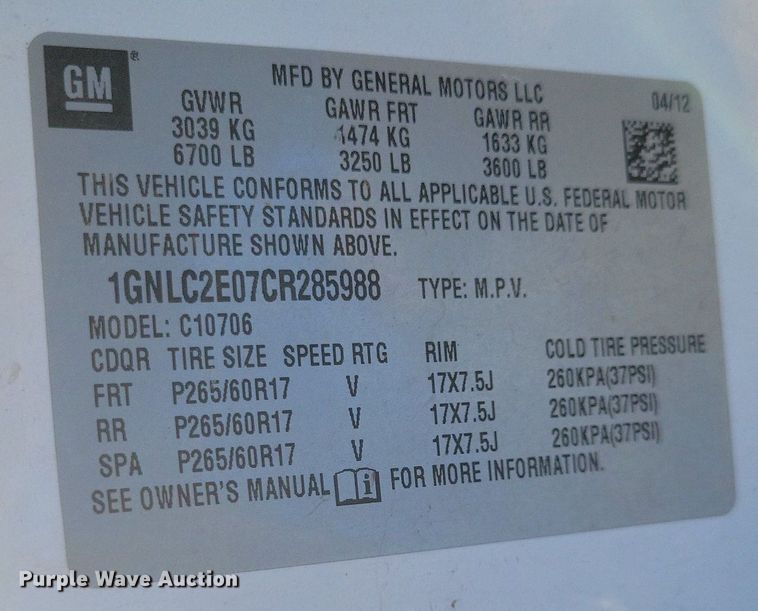 GM®
MFD BY GENERAL MOTORS LLC
04/12
GVWR GAWR FRT GAWR RR
3039 KG 1474 KG 1633 KG
6700 LB 3250 LB 3600 LB
THIS VEHICLE CONFORMS TO ALL APPLICABLE U.S. FEDERAL MOTOR
VEHICLE SAFETY STANDARDS IN EFFECT ON THE DATE OF
MANUFACTURE SHOWN ABOVE.
1GNLC2E07CR285988 TYPE: M.P.V.
MODEL: C10706
CDQR TIRE SIZE SPEED RTG RIM COLD TIRE PRESSURE
FRT P265/60R17 V 17X7.5J 260KPA(37PSI)
RR P265/60R17 V 17X7.5J 260KPA(37PSI)
SPA P265/60R17 V 17X7.5J 260KPA(37PSI)
SEE OWNER'S MANUAL i FOR MORE INFORMATION.
Purple Wave Auction